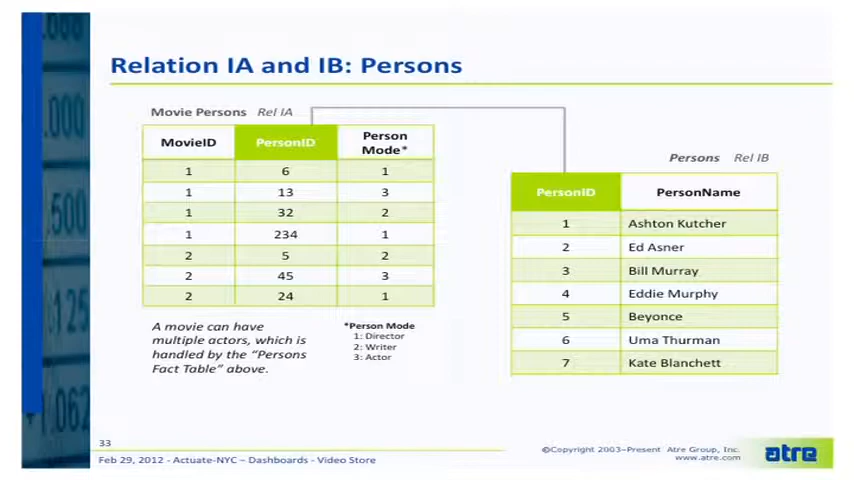 Relation IA and IB: Persons
Movie Persons Rel IA
MovieID PersonID Person Mode*
1 6 1
1 13 3
1 32 2
1 234 1
2 5 2
2 45 3
2 24 1
A movie can have
multiple actors, which is
handled by the “Persons
Fact Table” above.
*Person Mode
1: Director
2: Writer
3: Actor
Persons Rel IB
PersonID PersonName
1 Ashton Kutcher
2 Ed Asner
3 Bill Murray
4 Eddie Murphy
5 Beyonce
6 Uma Thurman
7 Kate Blanchett
33
Feb 29, 2012 - Actuate-NYC – Dashboards - Video Store
©Copyright 2003–Present Atre Group, Inc.
www.atre.com
atre
.000
.500
6125
1.062